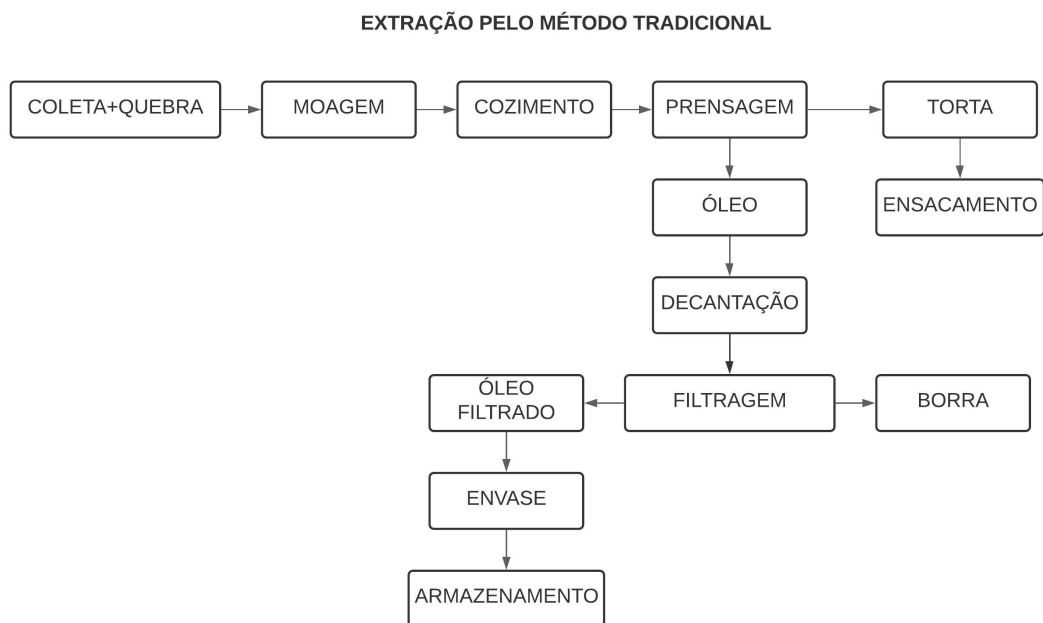 EXTRAÇÃO PELO MÉTODO TRADICIONAL
COLETA+QUEBRA
MOAGEM
COZIMENTO
PRENSAGEM
TORTA
ÓLEO
ENSACAMENTO
DECANTAÇÃO
ÓLEO
FILTRADO
FILTRAGEM
BORRA
ENVASE
ARMAZENAMENTO